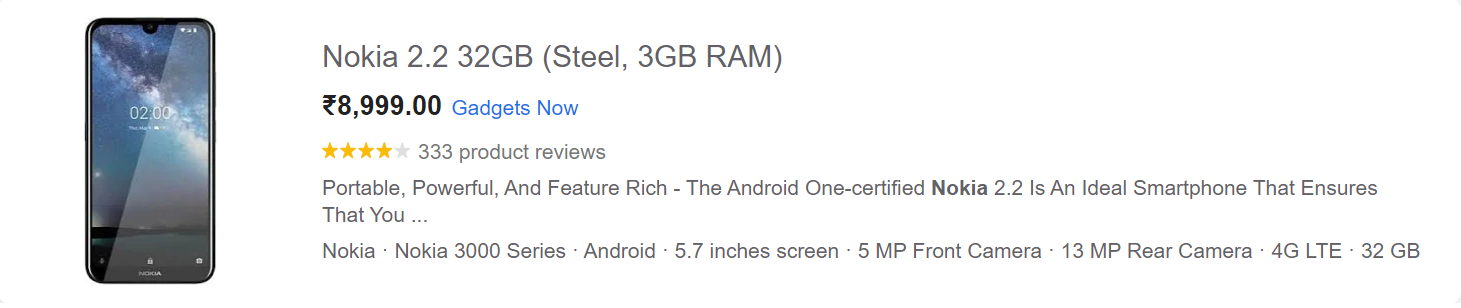 Nokia 2.2 32GB (Steel, 3GB RAM)
₹8,999.00 Gadgets Now
333 product reviews
Portable, Powerful, And Feature Rich - The Android One-certified Nokia 2.2 Is An Ideal Smartphone That Ensures
That You ...
Nokia · Nokia 3000 Series · Android · 5.7 inches screen · 5 MP Front Camera · 13 MP Rear Camera · 4G LTE · 32 GB
02:00
NOKIA